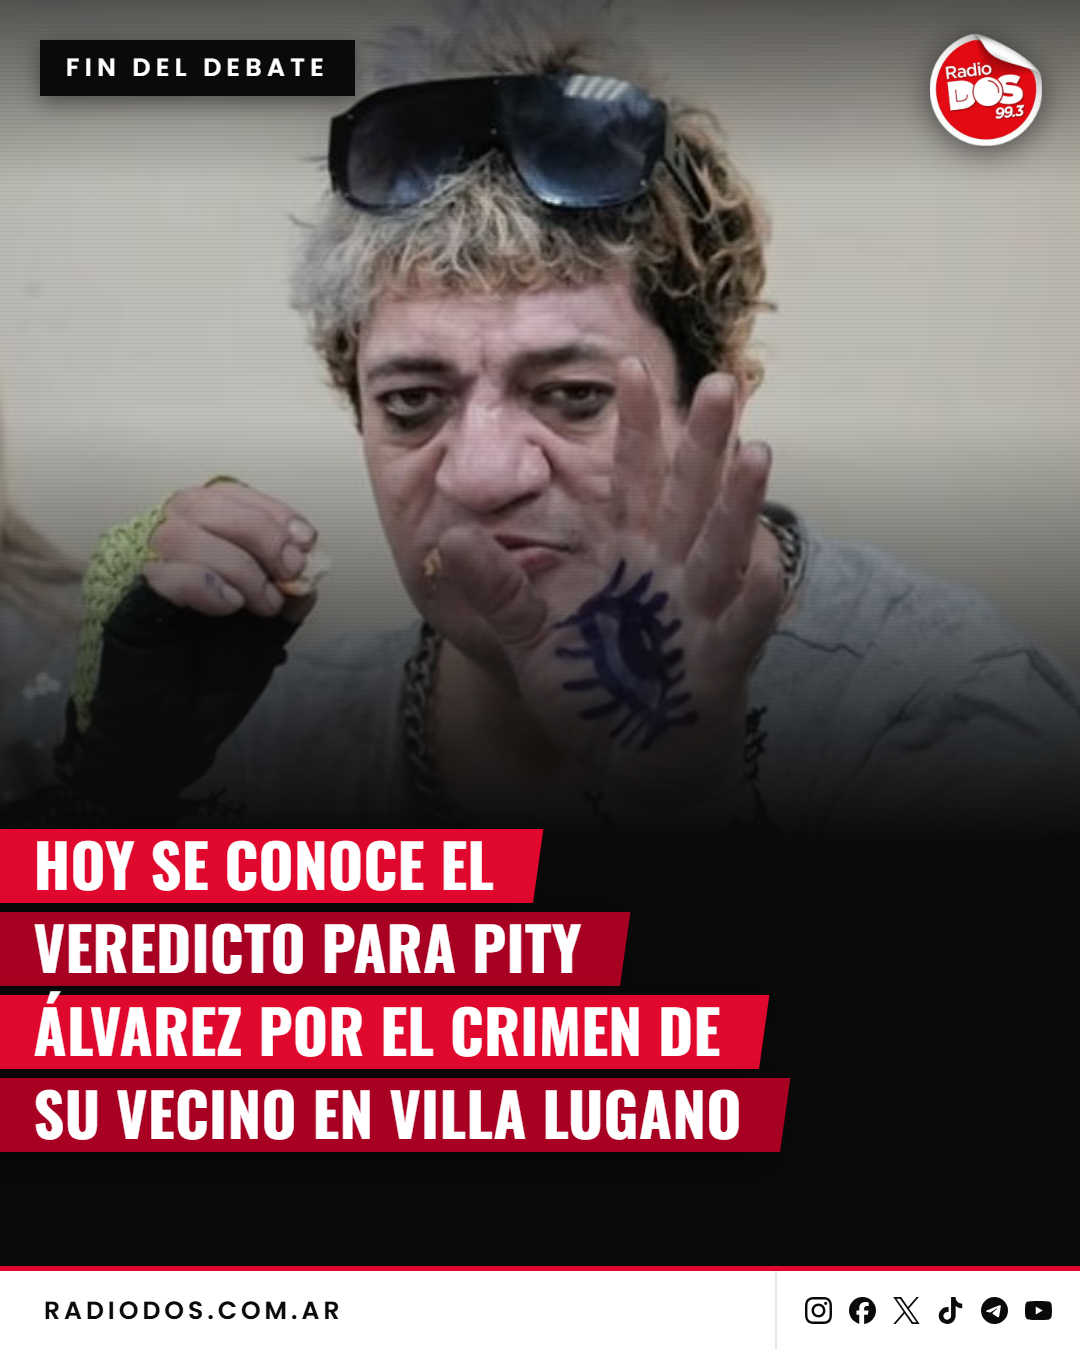 FIN DEL DEBATE
Radio
DOS
99.3
HOY SE CONOCE EL
VEREDICTO PARA PITY
ÁLVAREZ POR EL CRIMEN DE
SU VECINO EN VILLA LUGANO
RADIODOS.COM.AR